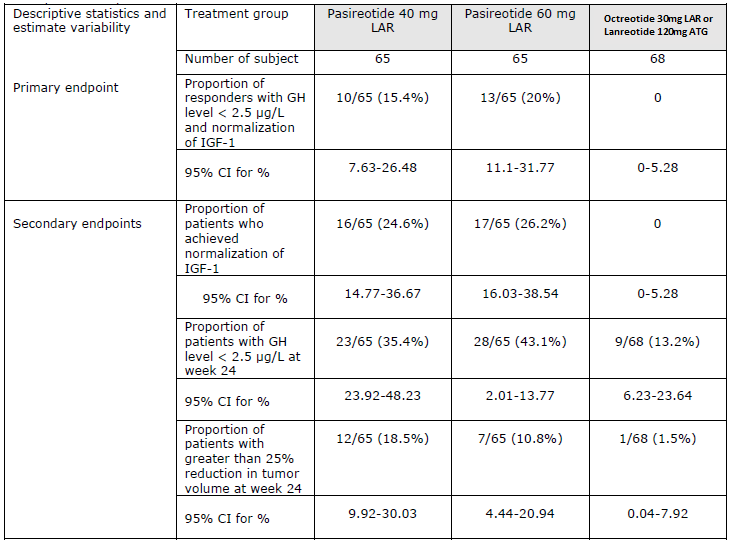 Descriptive statistics and
estimate variability
Treatment group
Pasireotide 40 mg
LAR
Pasireotide 60 mg
LAR
Octreotide 30mg LAR or
Lanreotide 120mg ATG
Number of subject
65
65
68
Primary endpoint
Proportion of
responders with GH
level < 2.5 µg/L
and normalization
of IGF-1
10/65 (15.4%)
13/65 (20%)
0
95% CI for %
7.63-26.48
11.1-31.77
0-5.28
Secondary endpoints
Proportion of
patients who
achieved
normalization of
IGF-1
16/65 (24.6%)
17/65 (26.2%)
0
95% CI for %
14.77-36.67
16.03-38.54
0-5.28
Proportion of
patients with GH
level < 2.5 µg/L at
week 24
23/65 (35.4%)
28/65 (43.1%)
9/68 (13.2%)
95% CI for %
23.92-48.23
2.01-13.77
6.23-23.64
Proportion of
patients with
greater than 25%
reduction in tumor
volume at week 24
12/65 (18.5%)
7/65 (10.8%)
1/68 (1.5%)
95% CI for %
9.92-30.03
4.44-20.94
0.04-7.92